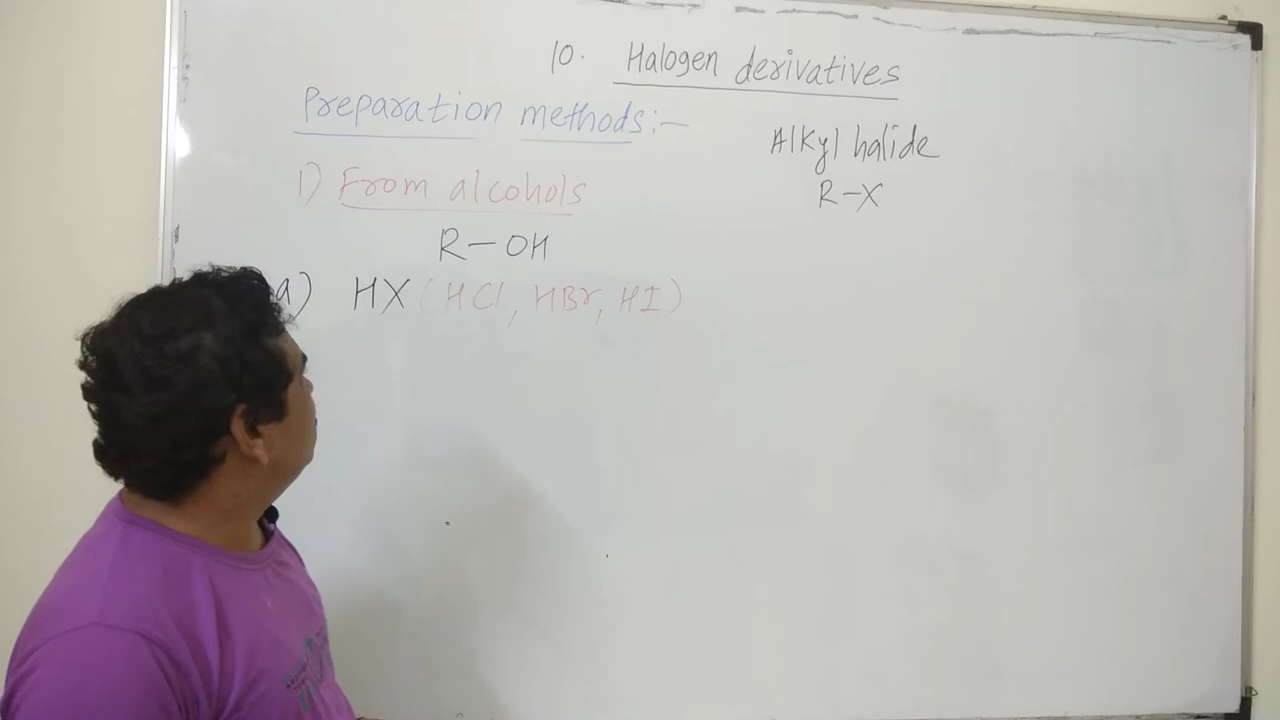 10. Halogen derivatives
Preparation methods:-
Alkyl halide
R-X
1) From alcohols
R-OH
a) HX (HCl, HBr, HI)